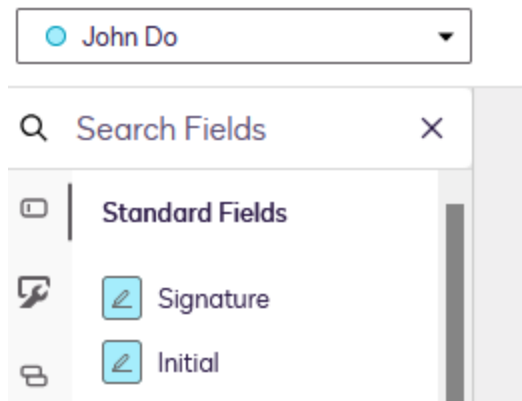 John Do
Search Fields
Standard Fields
Signature
Initial